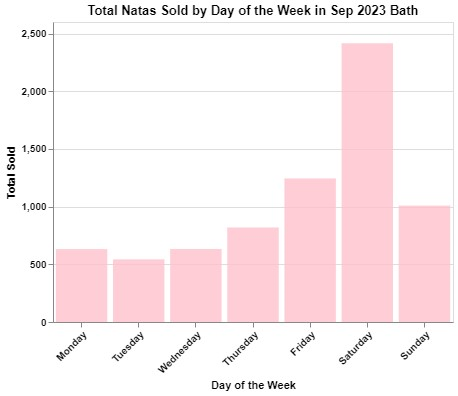 Total Natas Sold by Day of the Week in Sep 2023 Bath
2,500
2,000
1,500
1,000
500
0
Total Sold
Monday
Tuesday
Wednesday
Thursday
Friday
Saturday
Sunday
Day of the Week